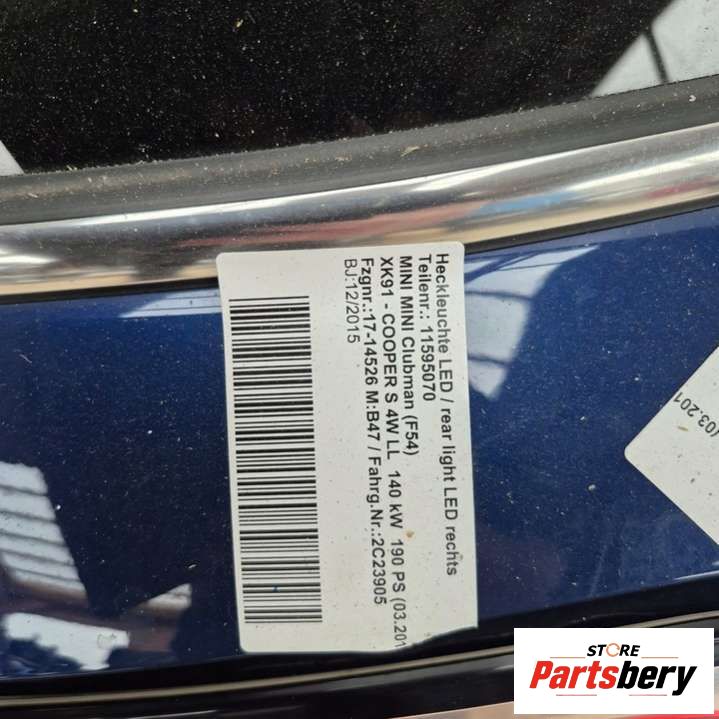 Heckleuchte LED / rear light LED rechts
Teilenr.: 11595070
MINI MINI Clubman (F54)
XK91 - COOPER S 4W LL 140 kW 190 PS (03.201
Fzgnr.:17-14526 M:B47 / Fahrg.Nr.:2C23905
BJ:12/2015
(03.201
STORE
Partsbery